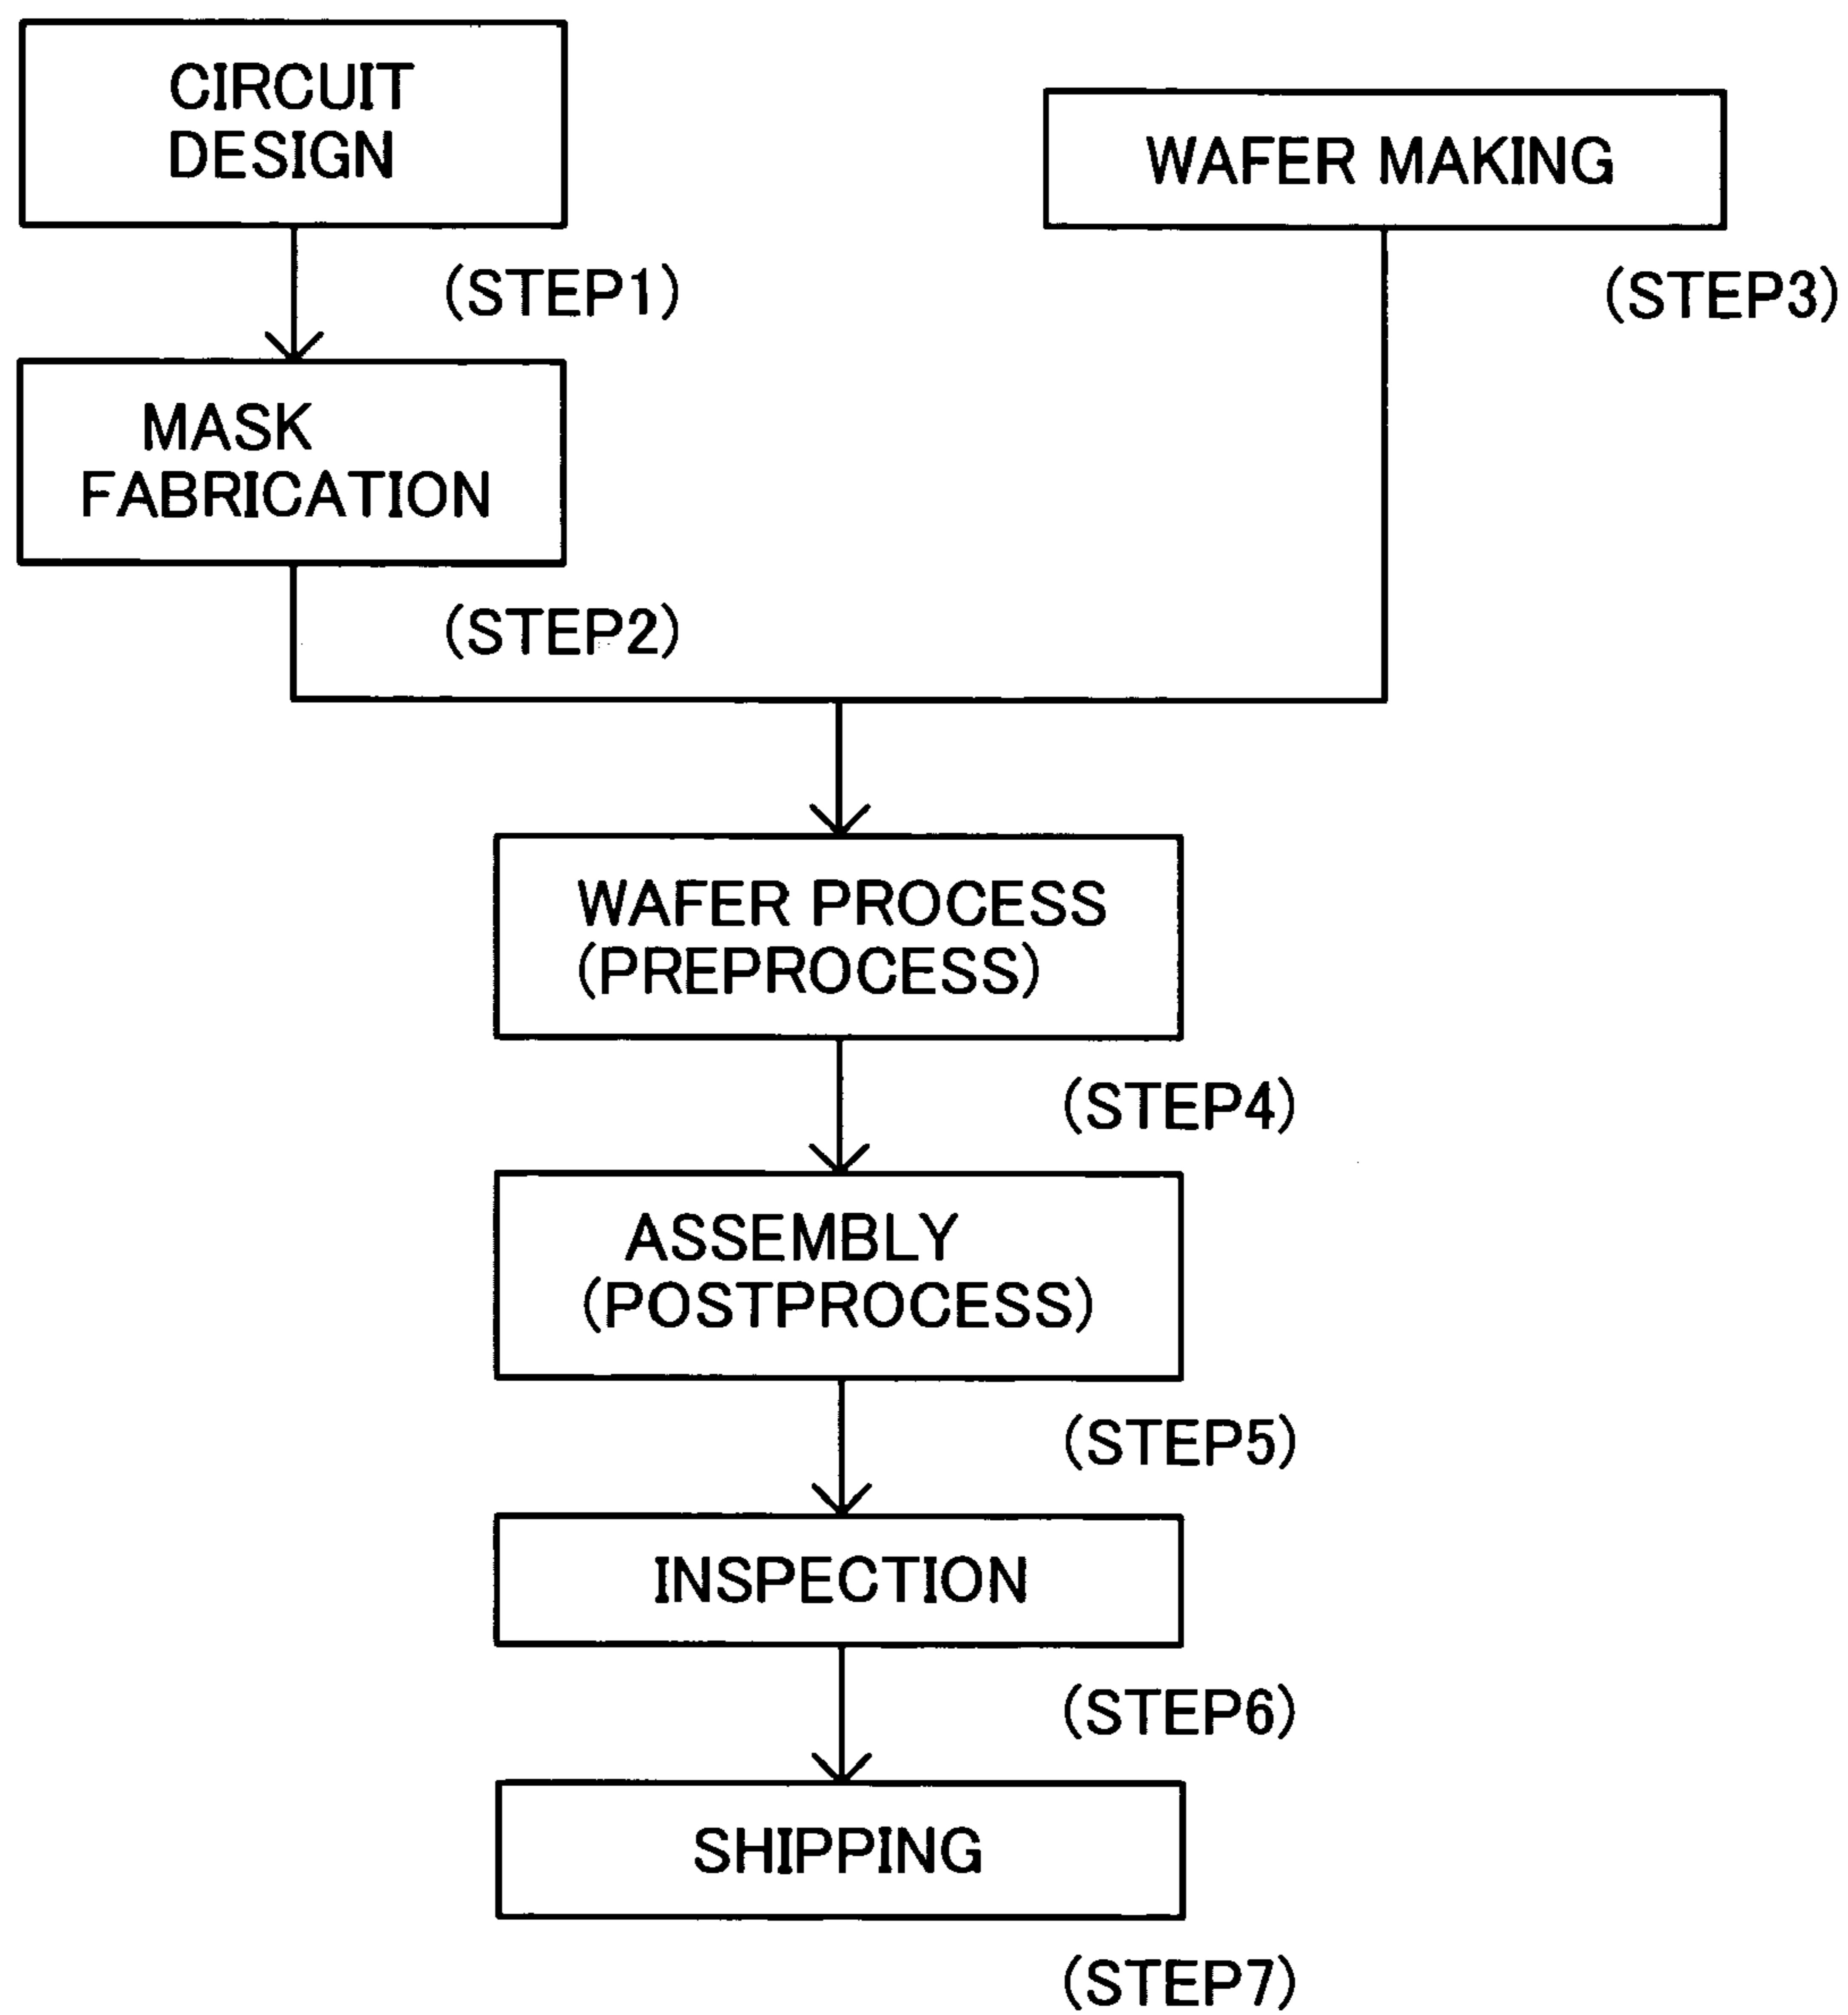 CIRCUIT
DESIGN
WAFER MAKING
(STEP1)
(STEP3)
MASK
FABRICATION
(STEP2)
WAFER PROCESS
(PREPROCESS)
(STEP4)
ASSEMBLY
(POSTPROCESS)
(STEP5)
INSPECTION
(STEP6)
SHIPPING
(STEP7)